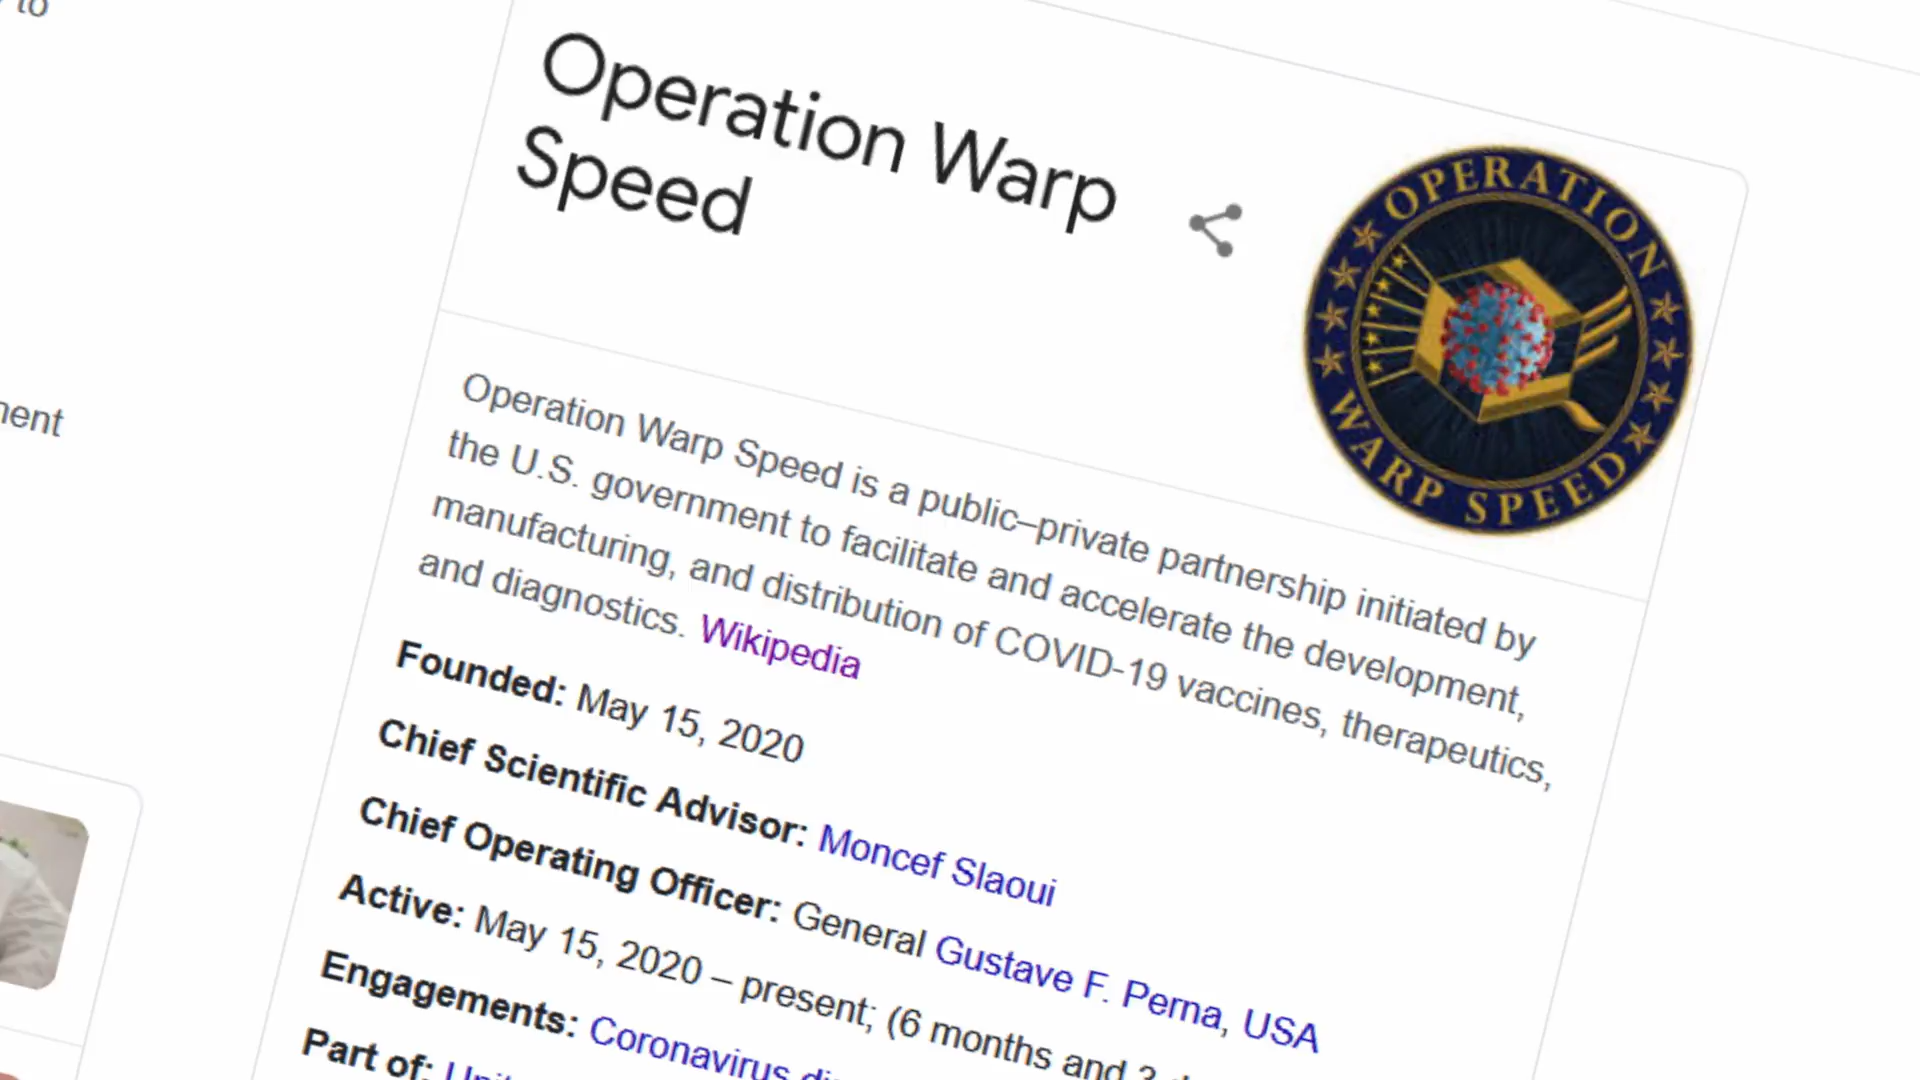 to
Operation Warp
Speed
OPERATION
WARP SPEED
Operation Warp Speed is a public–private partnership initiated by
the U.S. government to facilitate and accelerate the development,
manufacturing, and distribution of COVID-19 vaccines, therapeutics,
and diagnostics. Wikipedia
Founded: May 15, 2020
Chief Scientific Advisor: Moncef Slaoui
Chief Operating Officer: General Gustave F. Perna, USA
Active: May 15, 2020 – present; (6 months and 3
Engagements: Coronavirus
Part of: